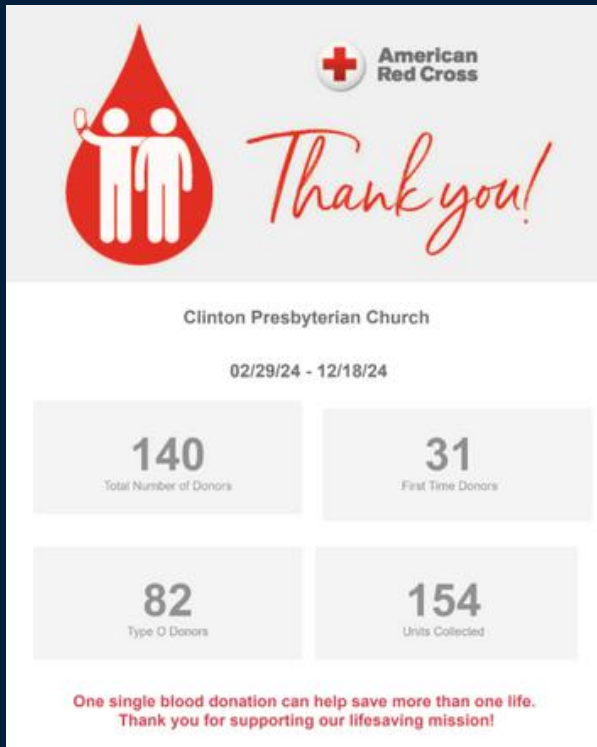 American
Red Cross
Thank you!
Clinton Presbyterian Church
02/29/24 - 12/18/24
140
Total Number of Donors
31
First Time Donors
82
Type O Donors
154
Units Collected
One single blood donation can help save more than one life.
Thank you for supporting our lifesaving mission!